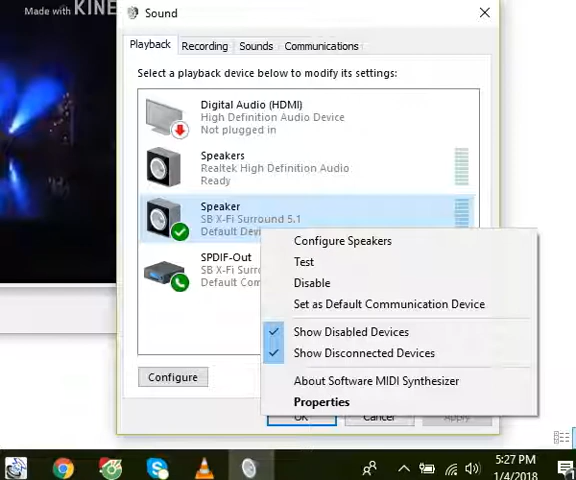 Made with KINE
Sound
Playback
Recording
Sounds
Communications
Select a playback device below to modify its settings:
Digital Audio (HDMI)
High Definition Audio Device
Not plugged in
Speakers
Realtek High Definition Audio
Ready
Speaker
SB X-Fi Surround 5.1
Default Devi
SPDIF-Out
SB X-Fi Surr
Default Com
Configure Speakers
Test
Disable
Set as Default Communication Device
Show Disabled Devices
Show Disconnected Devices
About Software MIDI Synthesizer
Properties
Configure
OK
Cancel
Apply
5:27 PM
1/4/2018